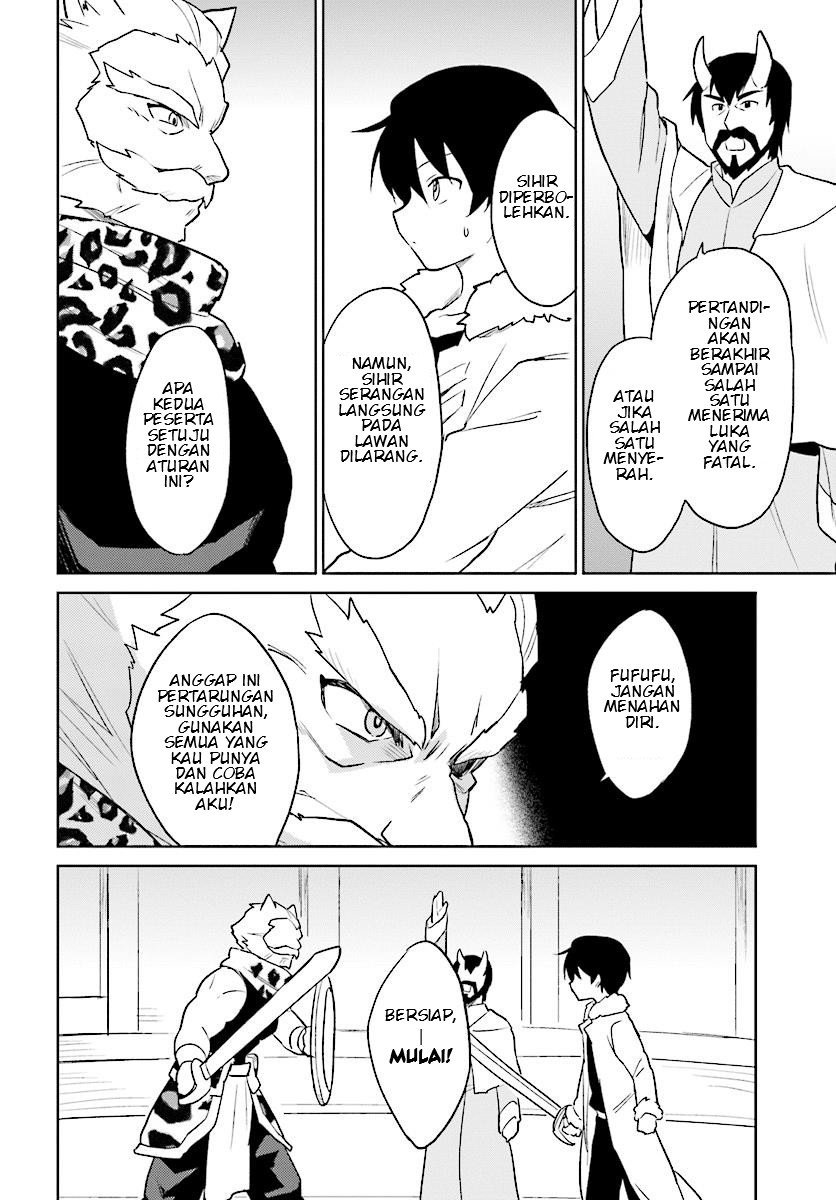 PERTANDI-
NGAN
AKAN
BERAKHIR
SAMPAI
SALAH
SATU
MENERIMA
LUKA
YANG
FATAL.
ATAU
JIKA
SALAH
SATU
MENYE-
RAH.
SIHIR
DIPERBO-
LEHKAN.
NAMUN,
SIHIR
SERANGAN
LANGSUNG
PADA
LAWAN
DILARANG.
APA
KEDUA
PESERTA
SETUJU
DENGAN
ATURAN
INI?
FUFUFU,
JANGAN
MENAHAN
DIRI.
ANGGAP INI
PERTARUNGAN
SUNGGUHAN,
GUNAKAN
SEMUA YANG
KAU PUNYA
DAN COBA
KALAHKAN
AKU!
BERSIAP,
|
MULAI!